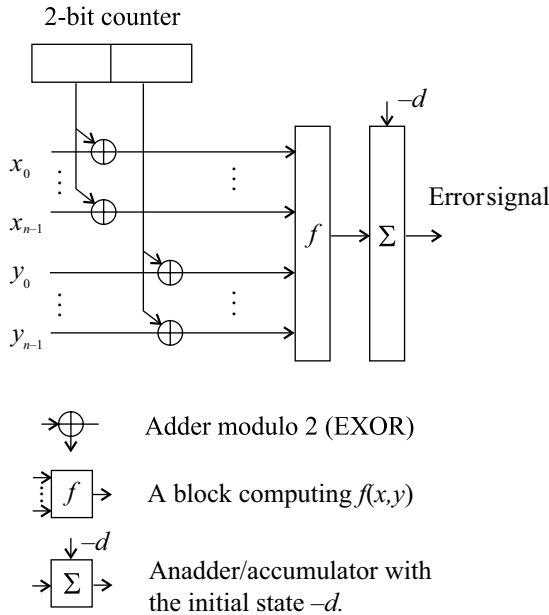 2-bit counter
–d
x₀
⋮
xₙ₋₁
y₀
⋮
yₙ₋₁
⋮
⋮
f
Σ
Errorsignal
Adder modulo 2 (EXOR)
f
A block computing f(x,y)
–d
Σ
Anadder/accumulator with
the initial state –d.